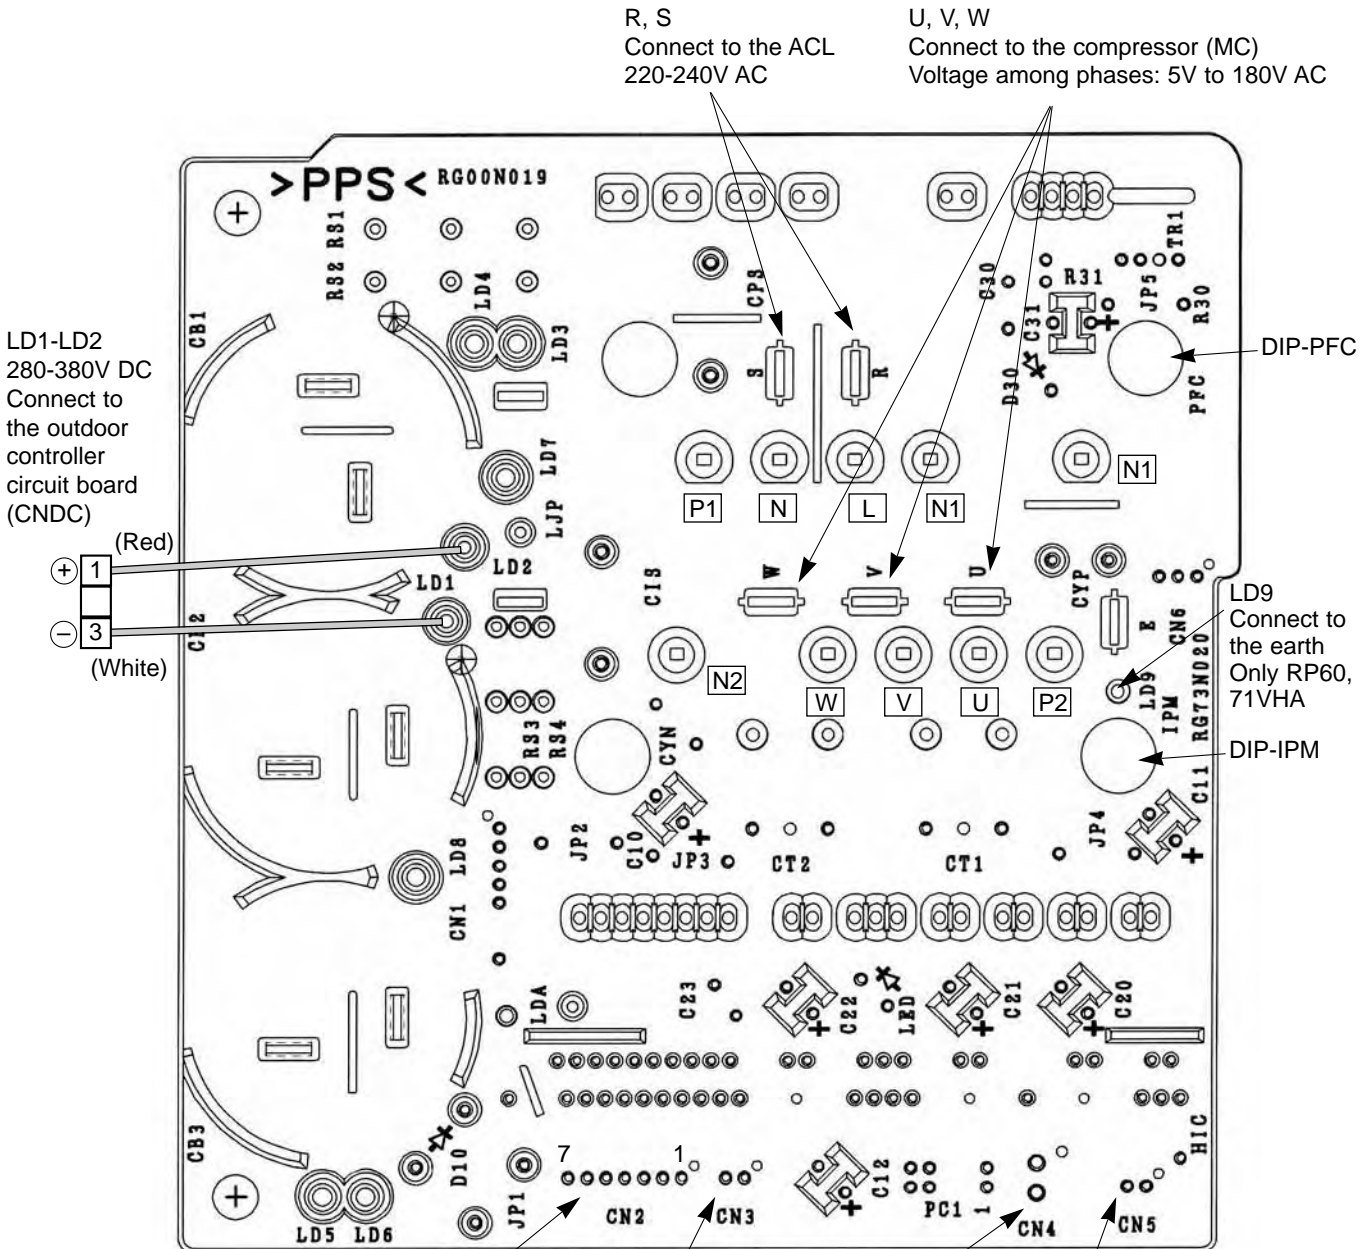 R, S
Connect to the ACL
220-240V AC
U, V, W
Connect to the compressor (MC)
Voltage among phases: 5V to 180V AC
>PPS<
RG00N019
RS2 RS1
LD4
LD3
CB1
CPS
S
R
C30
C31
R31
JP5
TR1
R30
D30
PFC
DIP-PFC
LD1-LD2
280-380V DC
Connect to
the outdoor
controller
circuit board
(CNDC)
LD7
LJP
P1
N
L
N1
N1
(Red)
+ 1
− 3
(White)
LD2
LD1
CB2
CIS
W
V
U
CYP
E
CN6
N2
W
V
U
P2
LD9
Connect to
the earth
Only RP60,
71VHA
LD9
IPM
RG73N020
DIP-IPM
RS3
RS4
CYN
C11
JP2
C10
JP3
CT2
CT1
JP4
LD8
CN1
LDA
C23
C22
LED
C21
C20
CB3
D10
HIC
7
1
LD5
LD6
JP1
CN2
CN3
C12
PC1
1
CN4
CN5